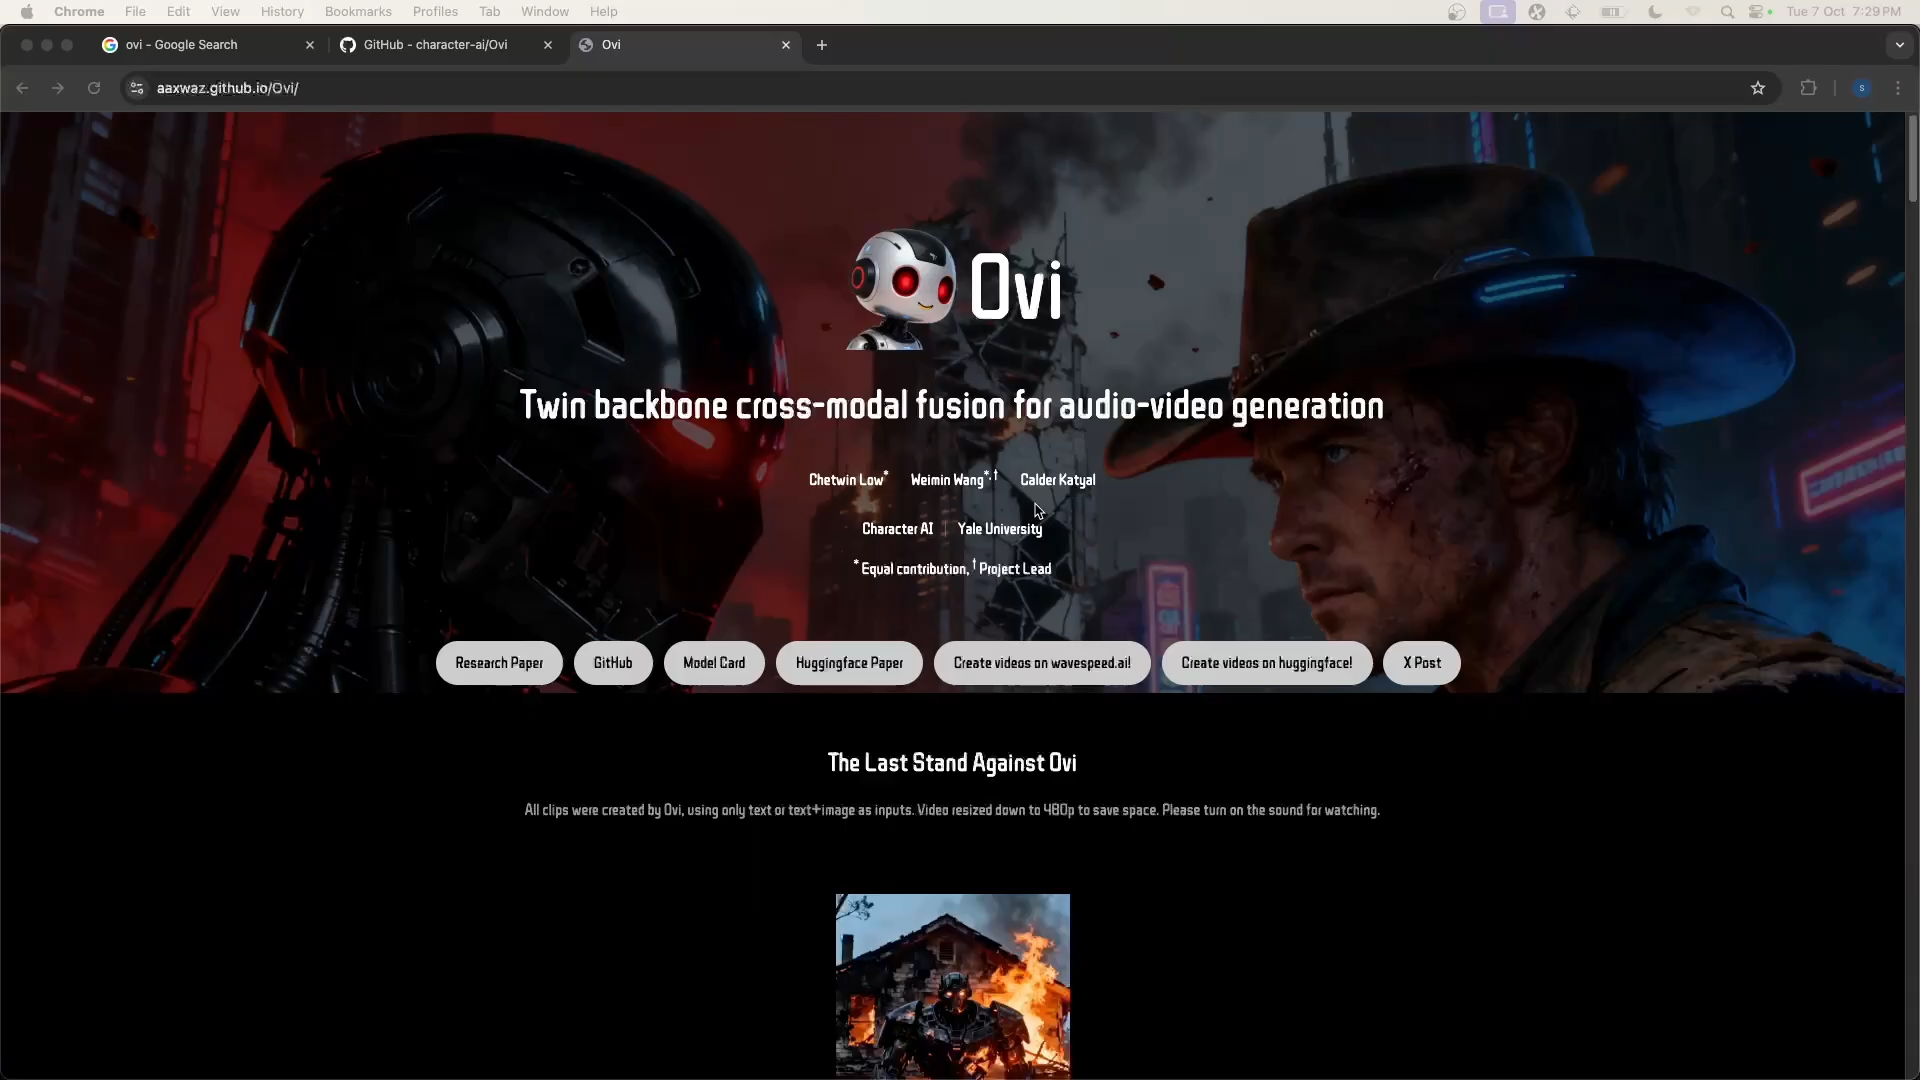 Chrome File Edit View History Bookmarks Profiles Tab Window Help Tue 7 Oct 7:29 PM
ovi - Google Search GitHub - character-ai/Ovi Ovi
aaxwaz.github.io/Ovi/ S
Ovi
Twin backbone cross-modal fusion for audio-video generation
Chetwin Low* Weimin Wang*,† Calder Katyal
Character AI | Yale University
* Equal contribution, † Project Lead
Research Paper GitHub Model Card Huggingface Paper Create videos on wavespeed.ai! Create videos on huggingface! X Post
The Last Stand Against Ovi
All clips were created by Ovi, using only text or text+image as inputs. Video resized down to 480p to save space. Please turn on the sound for watching.